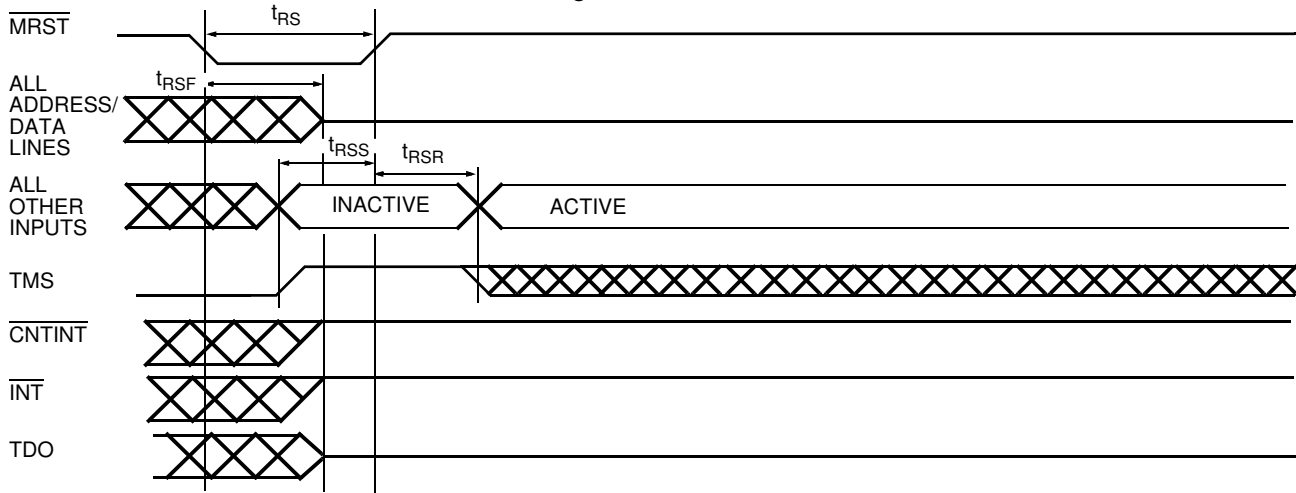 MRST
tRS
ALL
ADDRESS/
DATA
LINES
tRSF
tRSS
tRSR
ALL
OTHER
INPUTS
INACTIVE
ACTIVE
TMS
CNTINT
INT
TDO